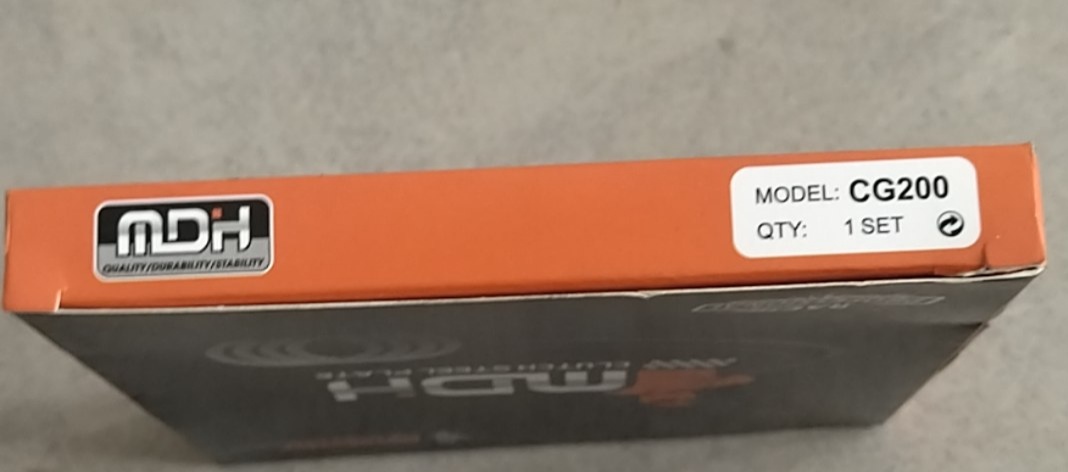 MDH
QUALITY/DURABILITY/STABILITY
MODEL: CG200
QTY: 1 SET
CLUTCH STEEL PLATE
MDH